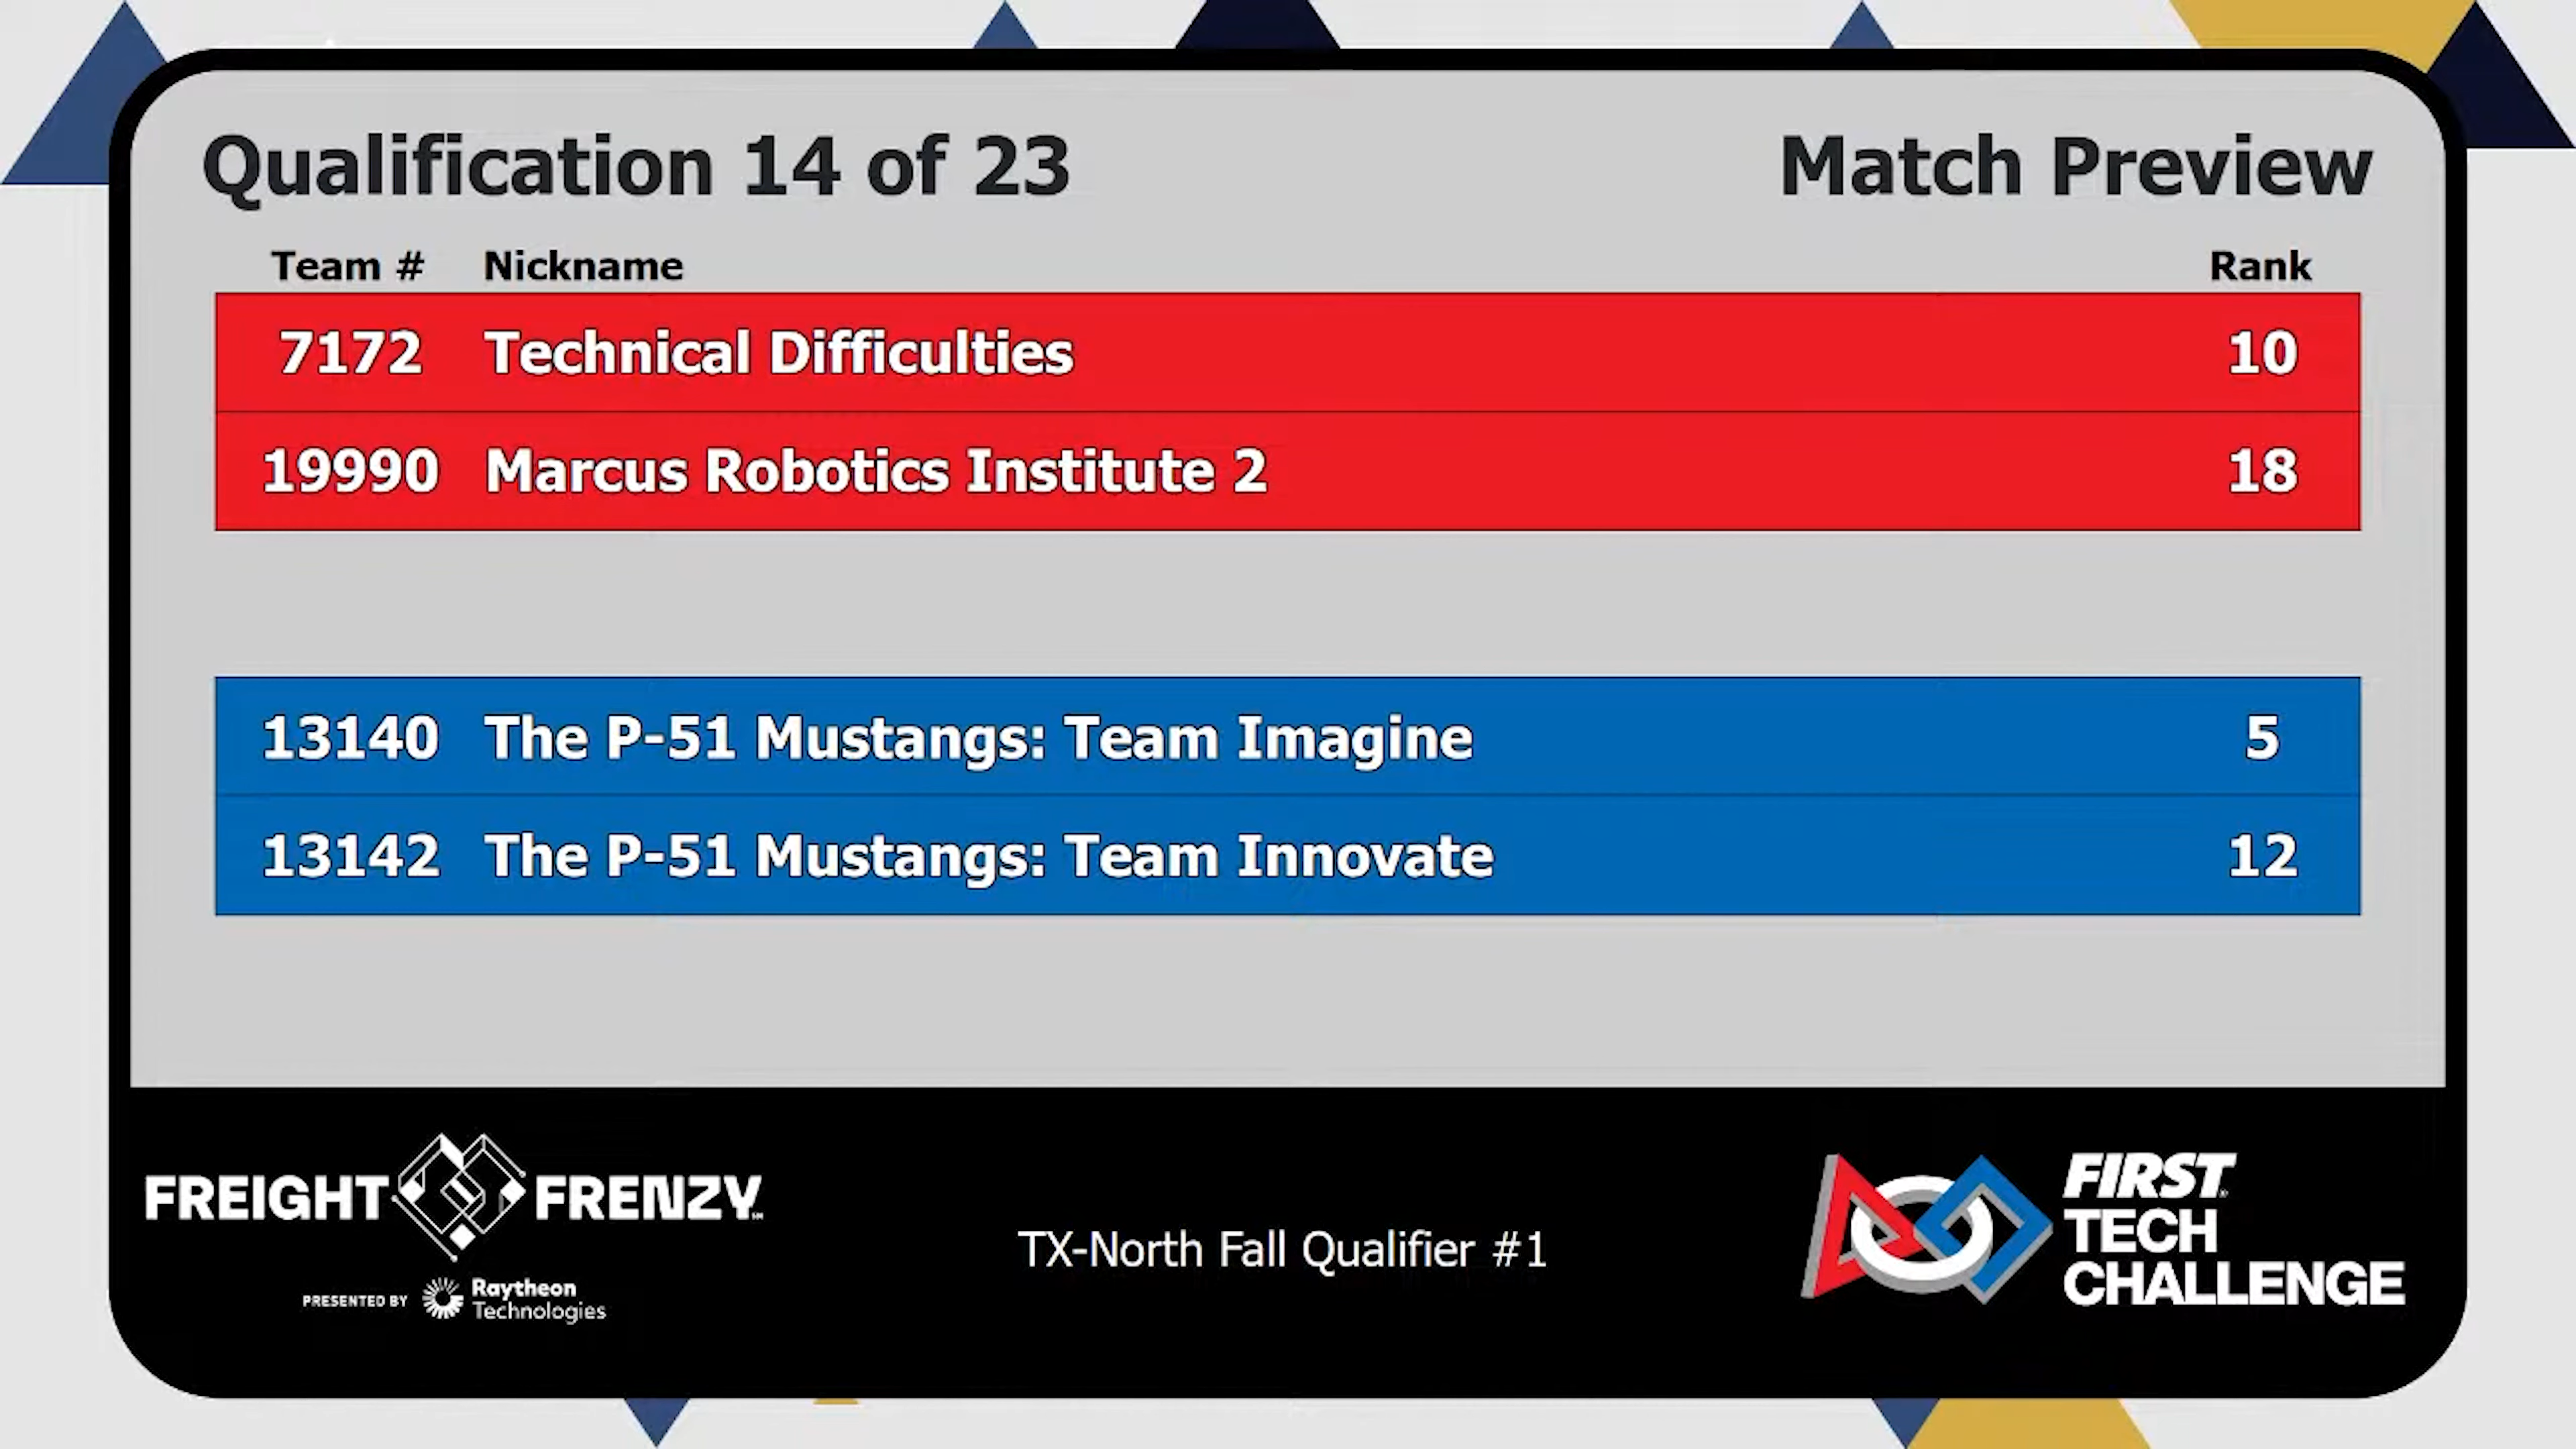 Qualification 14 of 23 Match Preview
Team # Nickname Rank
7172 Technical Difficulties 10
19990 Marcus Robotics Institute 2 18
13140 The P-51 Mustangs: Team Imagine 5
13142 The P-51 Mustangs: Team Innovate 12
FREIGHT FRENZY℠
PRESENTED BY Raytheon
Technologies
TX-North Fall Qualifier #1
FIRST®
TECH
CHALLENGE